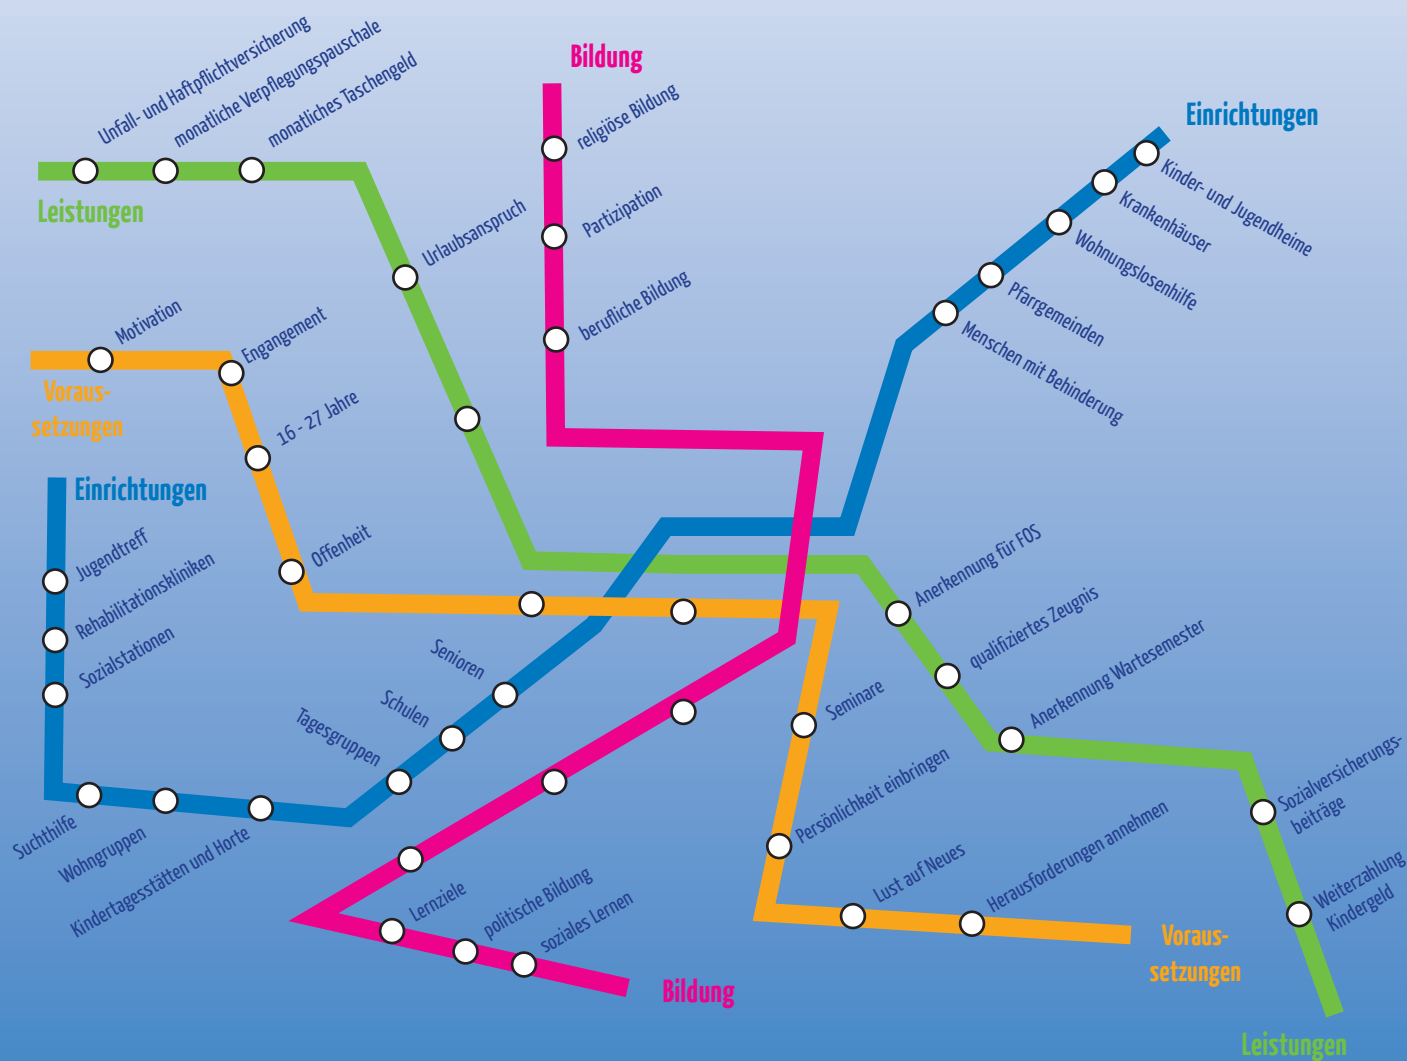 Unfall- und Haftpflichtversicherung
monatliche Verpflegungspauschale
monatliches Taschengeld
Leistungen
Urlaubsanspruch
Bildung
religiöse Bildung
Partizipation
berufliche Bildung
Einrichtungen
Kinder- und Jugendheime
Krankenhäuser
Wohnungslosenhilfe
Pfarrgemeinden
Menschen mit Behinderung
Motivation
Engangement
Voraus-
setzungen
16 - 27 Jahre
Offenheit
Einrichtungen
Jugendtreff
Rehabilitationskliniken
Sozialstationen
Suchthilfe
Wohngruppen
Kindertagesstätten und Horte
Tagesgruppen
Schulen
Senioren
Anerkennung für FOS
qualifiziertes Zeugnis
Anerkennung Wartesemester
Seminare
Persönlichkeit einbringen
Lust auf Neues
Herausforderungen annehmen
Sozialversicherungs-
beiträge
Weiterzahlung
Kindergeld
Lernziele
politische Bildung
soziales Lernen
Bildung
Voraus-
setzungen
Leistungen